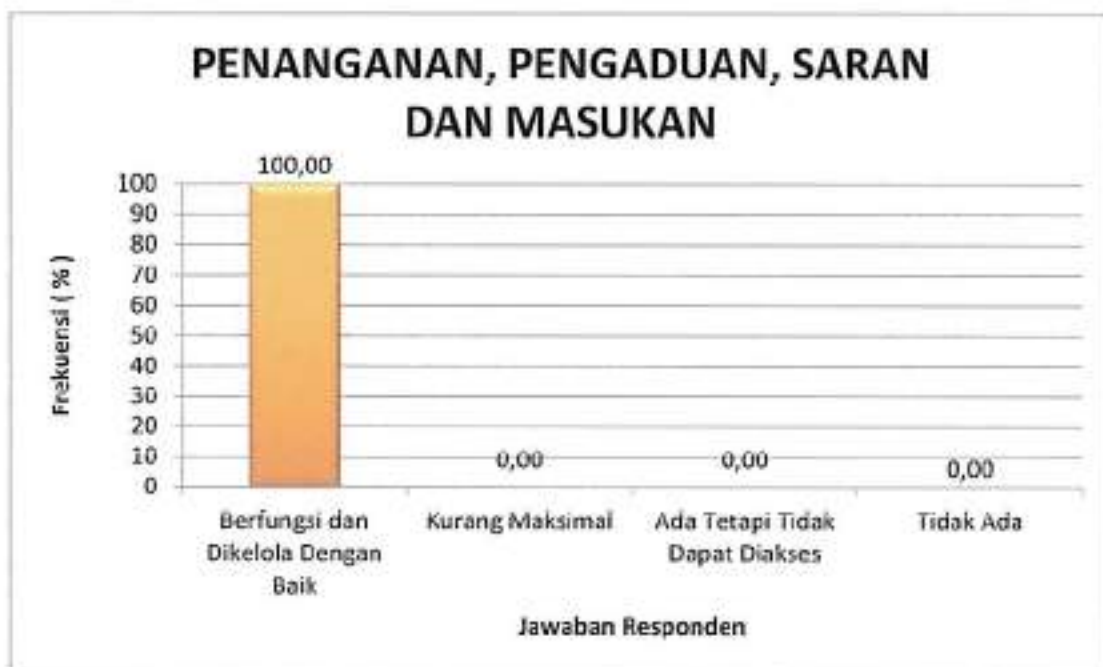 PENANGANAN, PENGADUAN, SARAN
DAN MASUKAN
100,00
100
90
80
70
60
50
40
30
20
10
0
Frekuensi ( % )
0,00
0,00
0,00
Berfungsi dan
Dikelola Dengan
Baik
Kurang Maksimal
Ada Tetapi Tidak
Dapat Diakses
Tidak Ada
Jawaban Responden